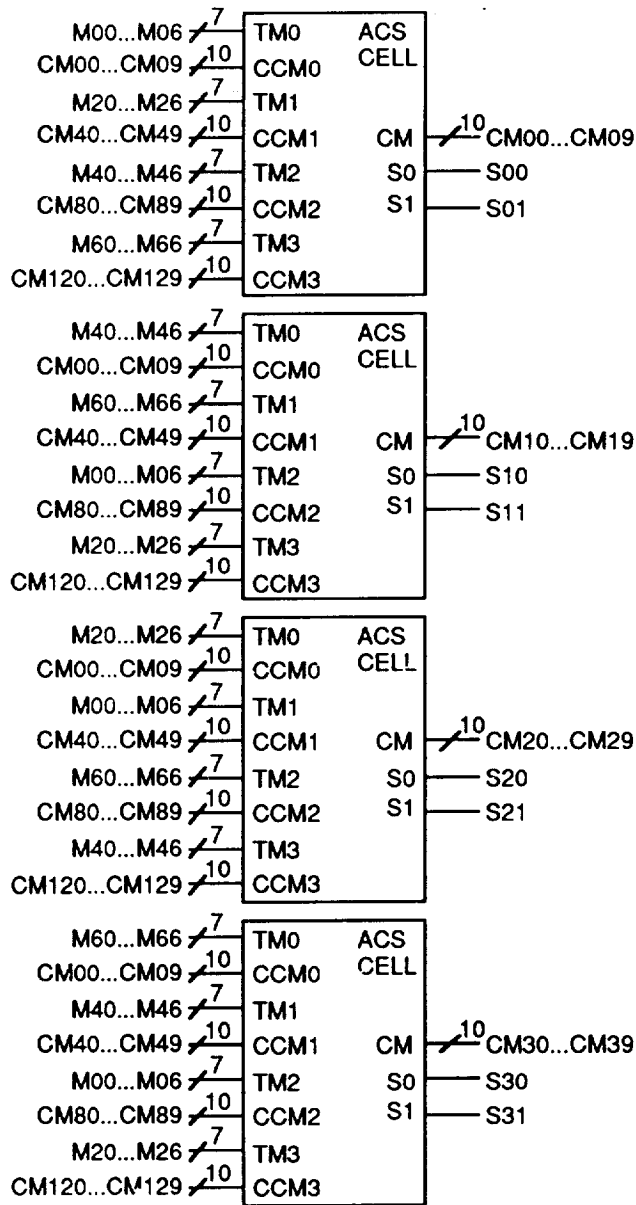 M00...M06 7 TM0 ACS
CM00...CM09 10 CCM0 CELL
M20...M26 7 TM1
CM40...CM49 10 CCM1 CM 10 CM00...CM09
M40...M46 7 TM2 S0 S00
CM80...CM89 10 CCM2 S1 S01
M60...M66 7 TM3
CM120...CM129 10 CCM3
M40...M46 7 TM0 ACS
CM00...CM09 10 CCM0 CELL
M60...M66 7 TM1
CM40...CM49 10 CCM1 CM 10 CM10...CM19
M00...M06 7 TM2 S0 S10
CM80...CM89 10 CCM2 S1 S11
M20...M26 7 TM3
CM120...CM129 10 CCM3
M20...M26 7 TM0 ACS
CM00...CM09 10 CCM0 CELL
M00...M06 7 TM1
CM40...CM49 10 CCM1 CM 10 CM20...CM29
M60...M66 7 TM2 S0 S20
CM80...CM89 10 CCM2 S1 S21
M40...M46 7 TM3
CM120...CM129 10 CCM3
M60...M66 7 TM0 ACS
CM00...CM09 10 CCM0 CELL
M40...M46 7 TM1
CM40...CM49 10 CCM1 CM 10 CM30...CM39
M00...M06 7 TM2 S0 S30
CM80...CM89 10 CCM2 S1 S31
M20...M26 7 TM3
CM120...CM129 10 CCM3